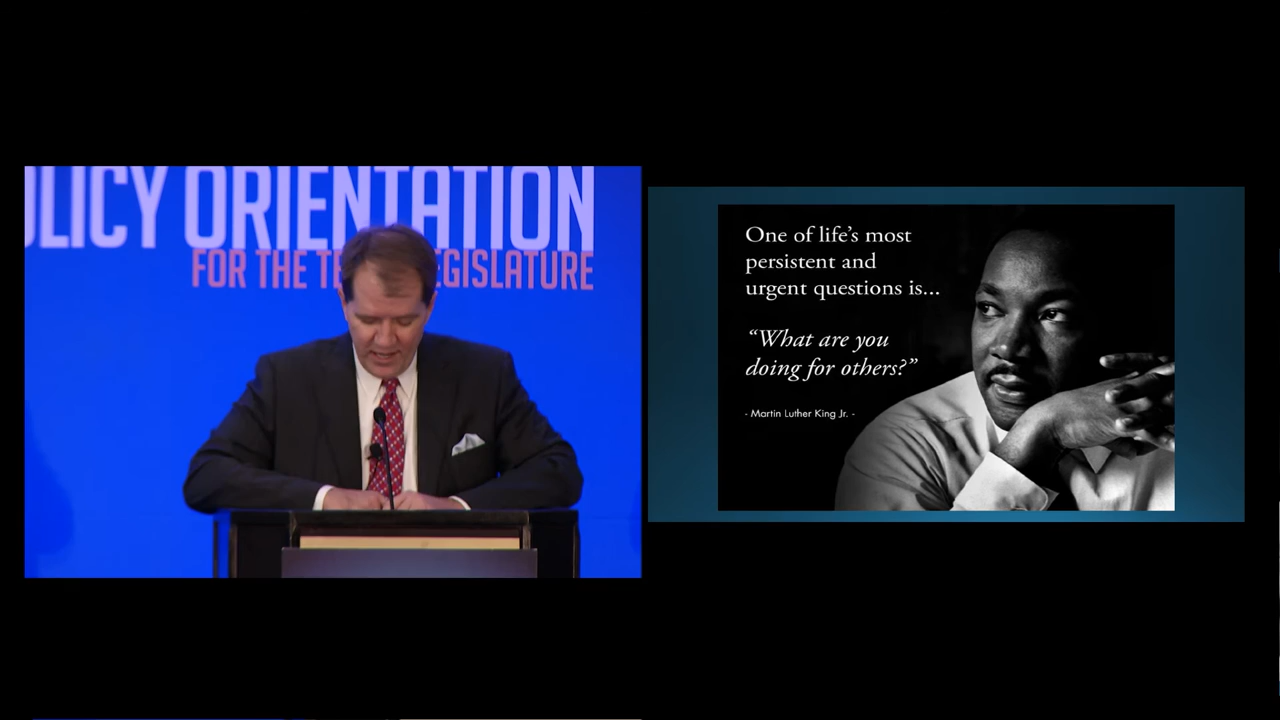 OLICY ORIENTATION
FOR THE TE EGISLATURE
One of life's most
persistent and
urgent questions is...
“What are you
doing for others?”
- Martin Luther King Jr. -